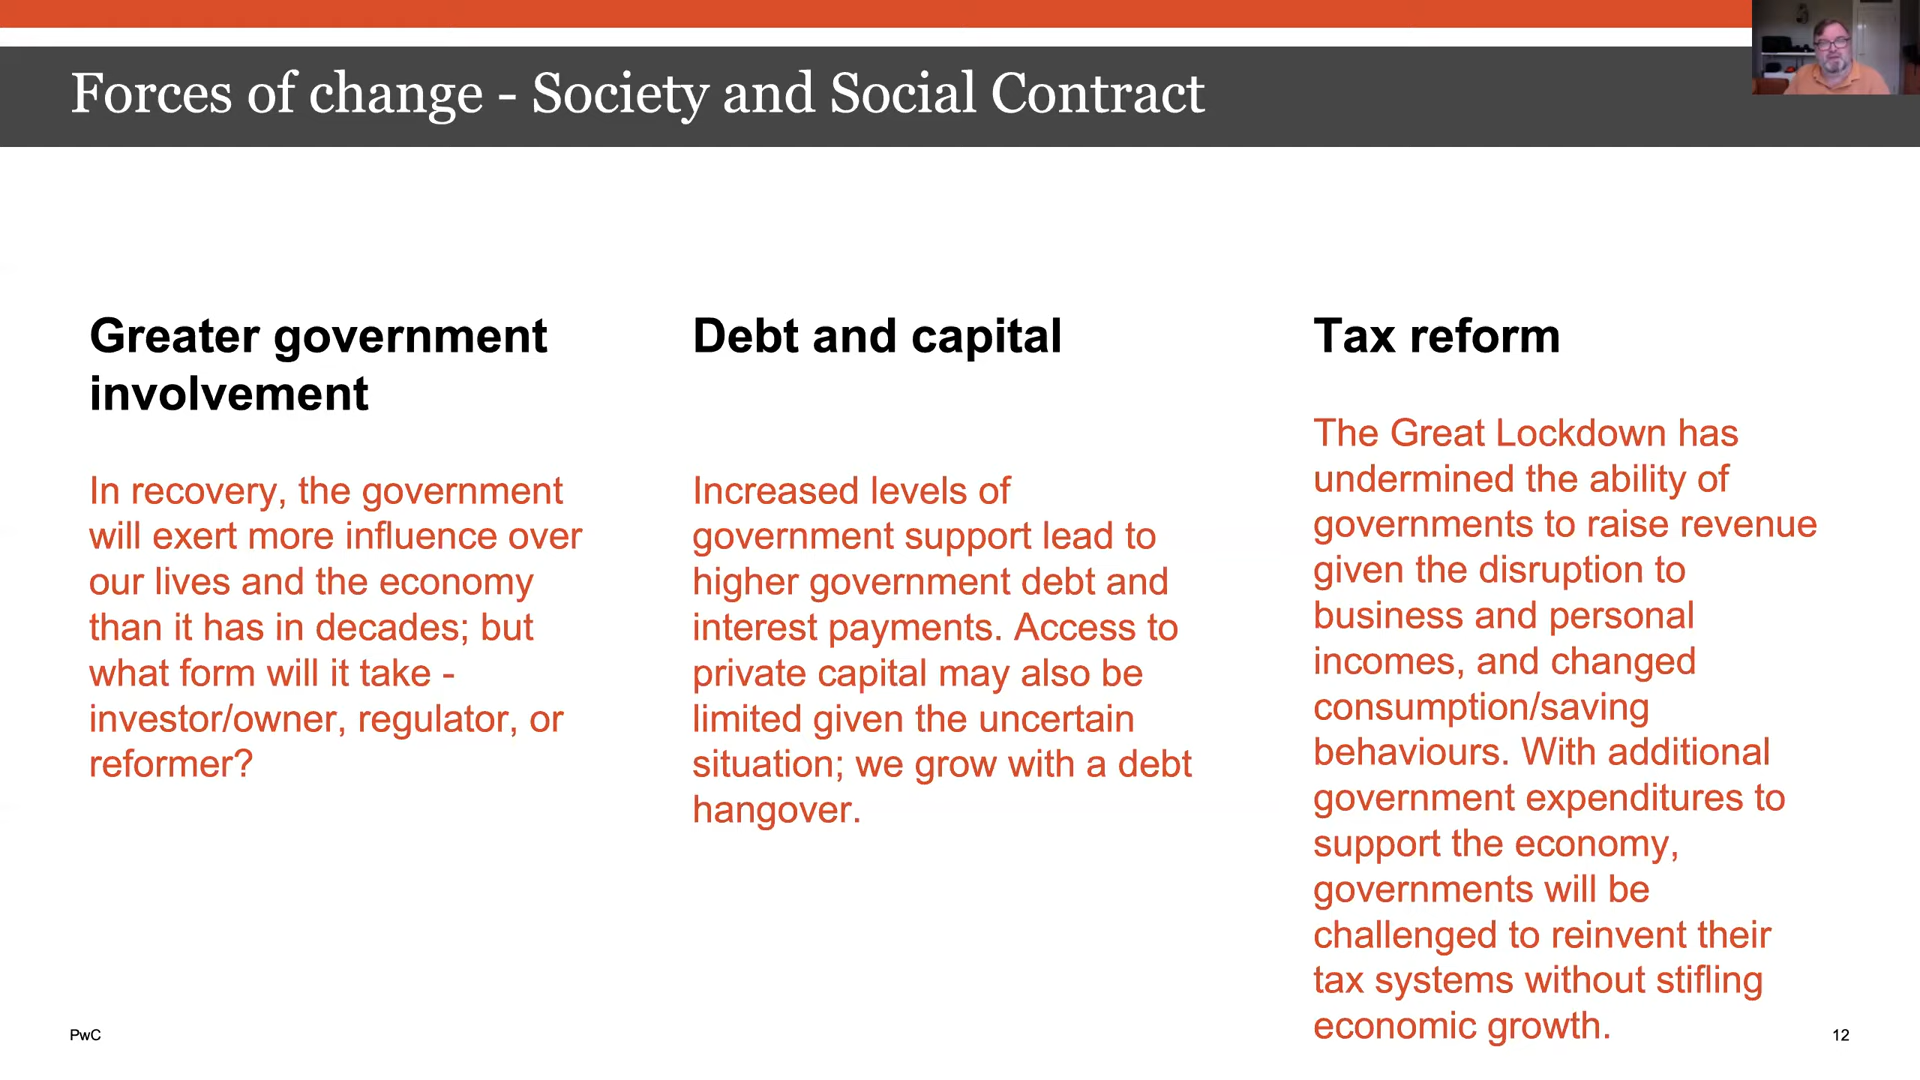 Forces of change - Society and Social Contract
Greater government
involvement
In recovery, the government
will exert more influence over
our lives and the economy
than it has in decades; but
what form will it take -
investor/owner, regulator, or
reformer?
Debt and capital
Increased levels of
government support lead to
higher government debt and
interest payments. Access to
private capital may also be
limited given the uncertain
situation; we grow with a debt
hangover.
Tax reform
The Great Lockdown has
undermined the ability of
governments to raise revenue
given the disruption to
business and personal
incomes, and changed
consumption/saving
behaviours. With additional
government expenditures to
support the economy,
governments will be
challenged to reinvent their
tax systems without stifling
economic growth.
PwC
12